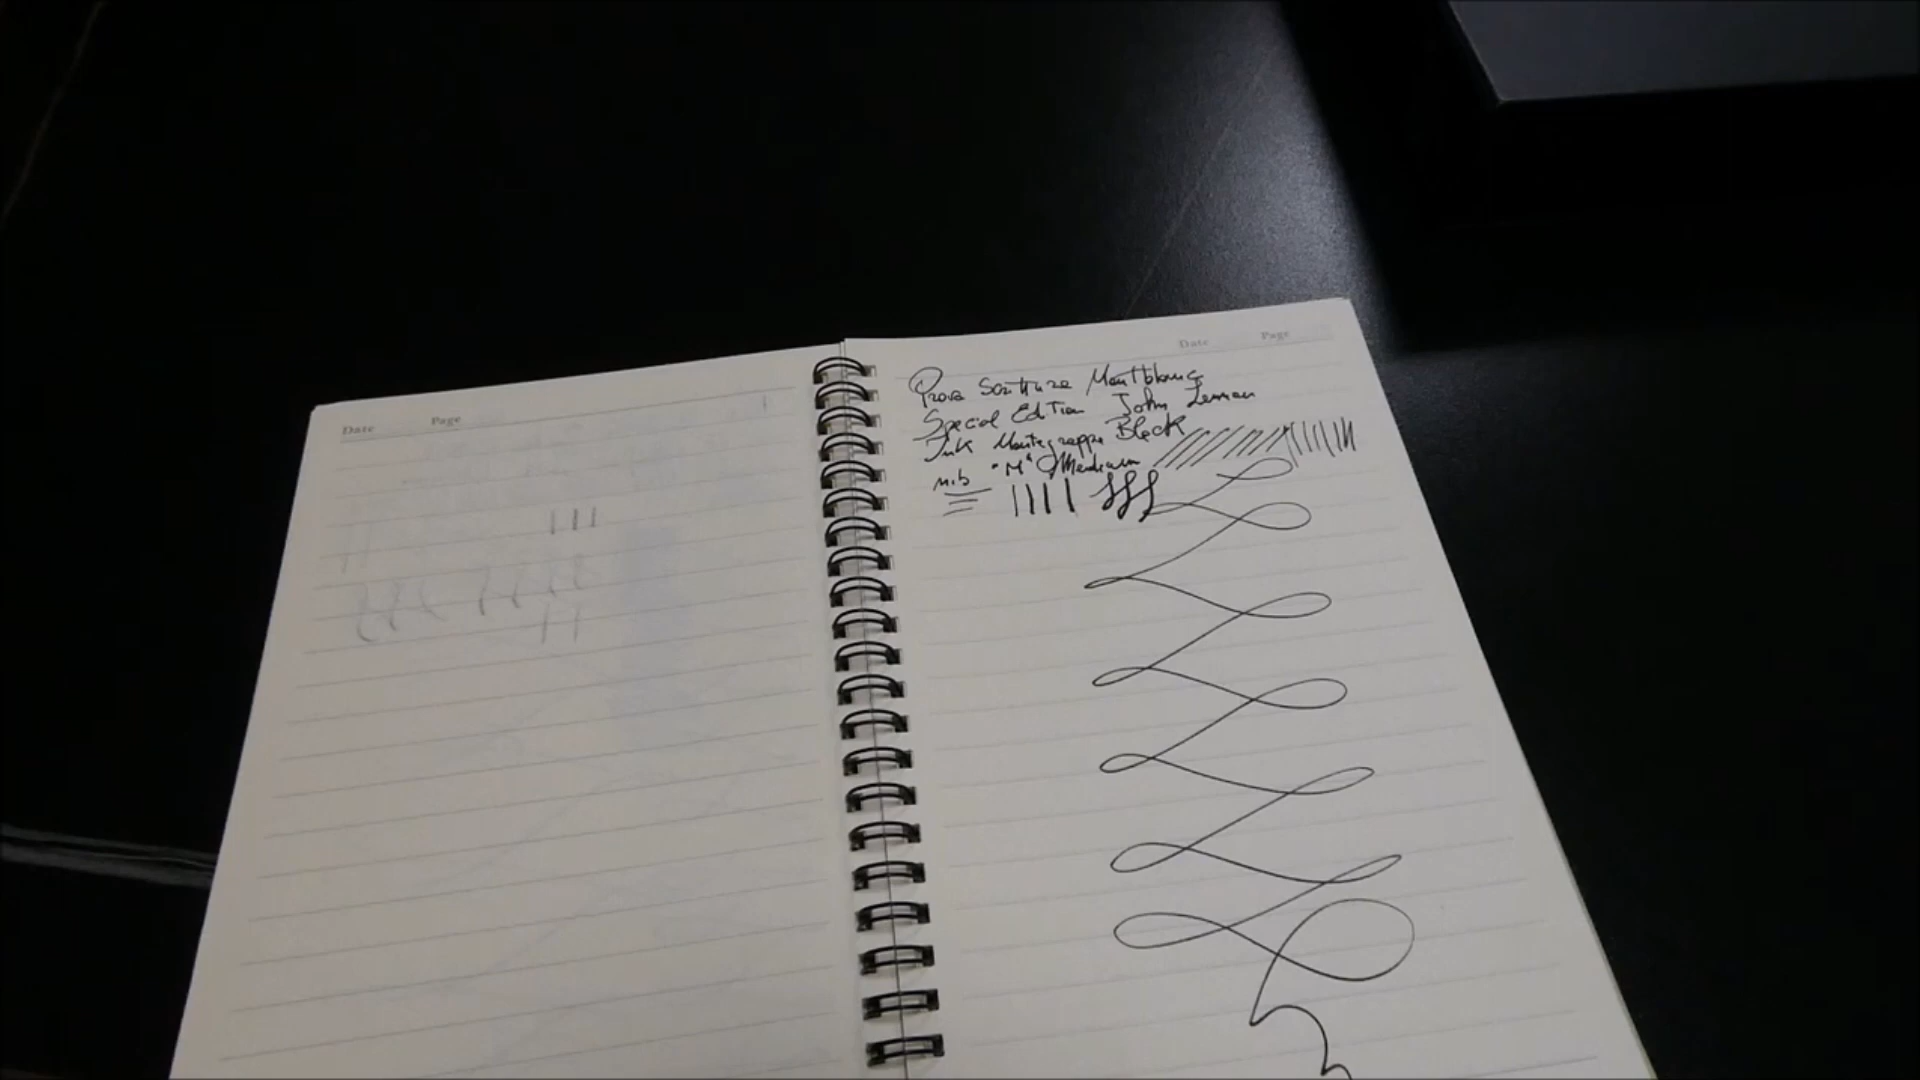 Date Page
Date Page
Prova Scrittura Montblanc
Special Edition John Lennon
Ink Montegrappa Black
nib "M" Medium